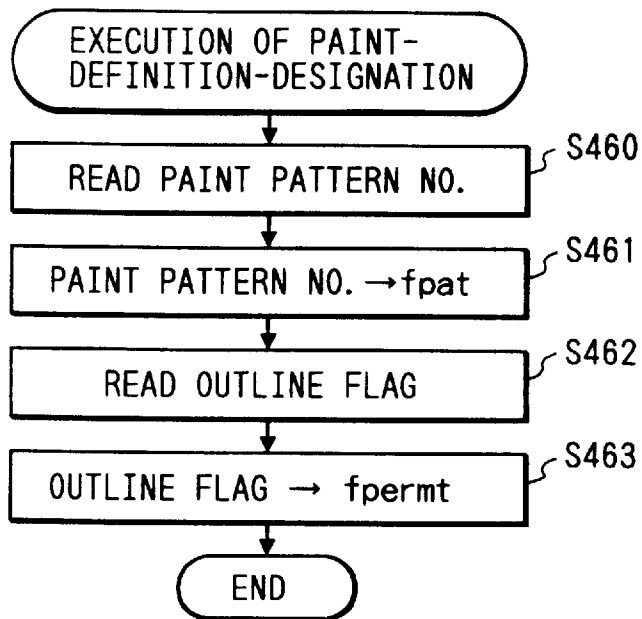 EXECUTION OF PAINT-
DEFINITION-DESIGNATION
S460
READ PAINT PATTERN NO.
S461
PAINT PATTERN NO. →fpat
S462
READ OUTLINE FLAG
S463
OUTLINE FLAG → fpermt
END